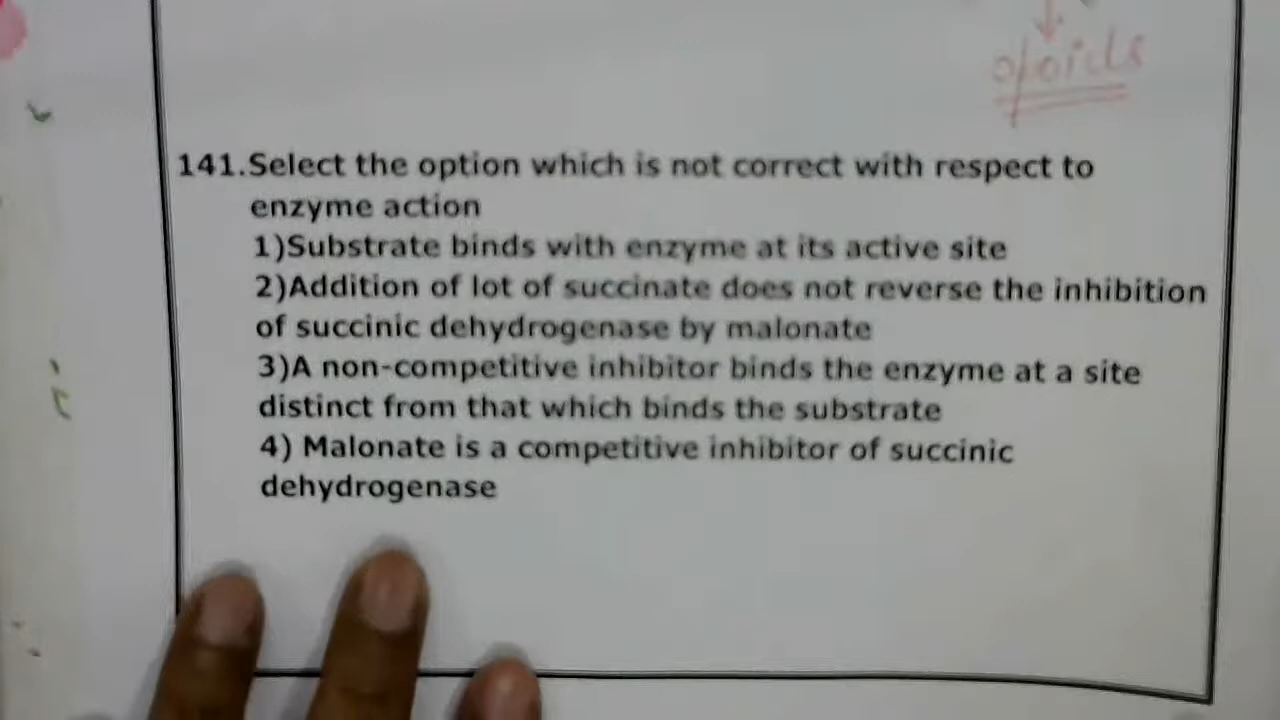 opoids
141.Select the option which is not correct with respect to
enzyme action
1)Substrate binds with enzyme at its active site
2)Addition of lot of succinate does not reverse the inhibition
of succinic dehydrogenase by malonate
3)A non-competitive inhibitor binds the enzyme at a site
distinct from that which binds the substrate
4) Malonate is a competitive inhibitor of succinic
dehydrogenase